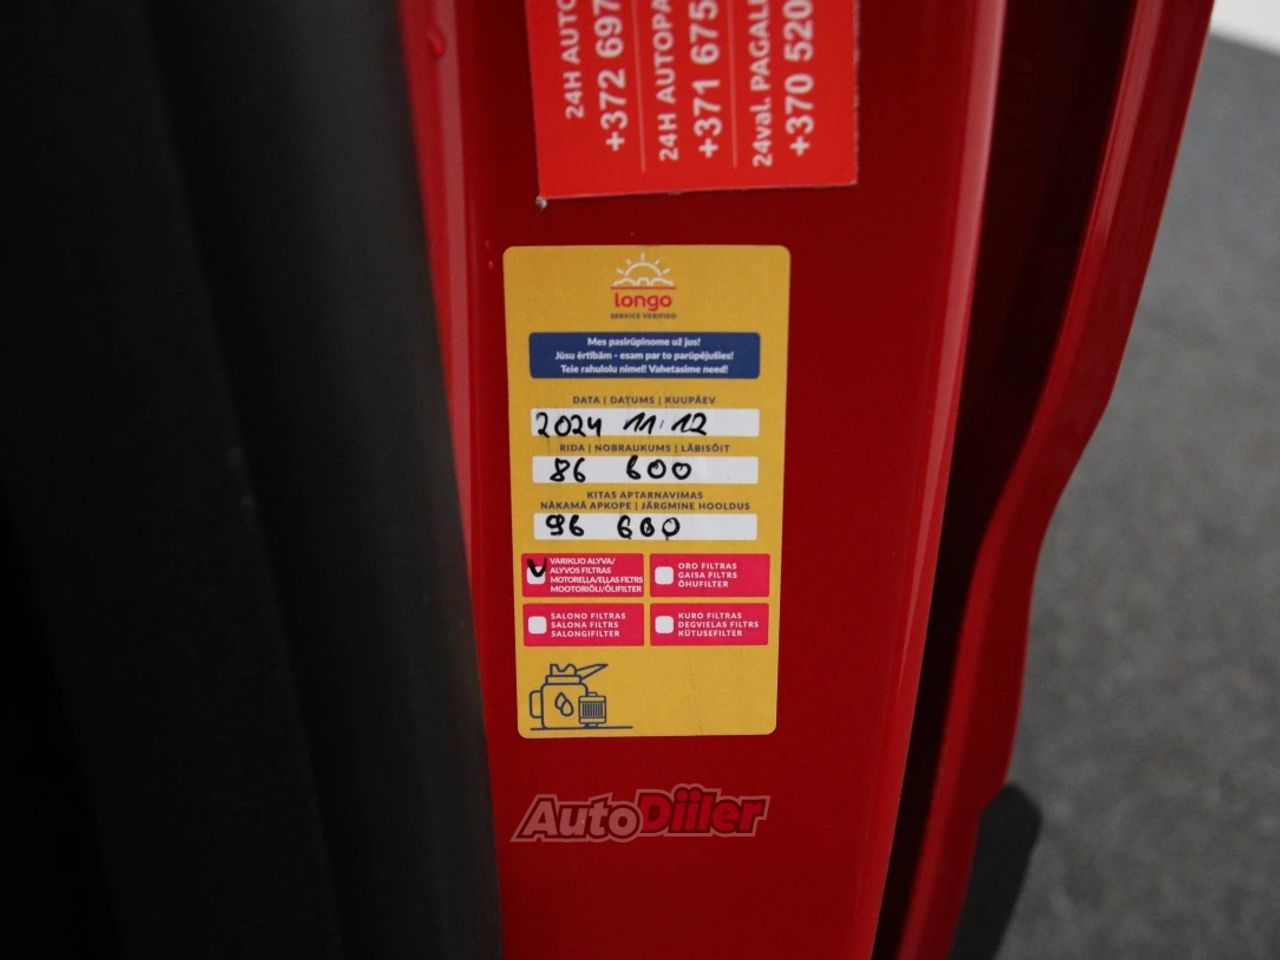 24H AUTO
+372 697
24H AUTOPA
+371 675
24val. PAGAL
+370 520
longo
SERVICE VERIFIED
Mes pasirūpinome už jus!
Jūsu ērtībām - esam par to parūpējušies!
Teie rahulolu nimel! Vahetasime need!
DATA | DATUMS | KUUPÄEV
2024 11.12
RIDA | NOBRAUKUMS | LÄBISÕIT
86 600
KITAS APTARNAVIMAS
NĀKAMĀ APKOPE | JÄRGMINE HOOLDUS
96 600
VARIKLIO ALYVA/
ALYVOS FILTRAS
MOTOREĻĻA/EĻĻAS FILTRS
MOOTORIÕLI/ÕLIFILTER
ORO FILTRAS
GAISA FILTRS
ÕHUFILTER
SALONO FILTRAS
SALONA FILTRS
SALONGIFILTER
KURO FILTRAS
DEGVIELAS FILTRS
KÜTUSEFILTER
AutoDiiler